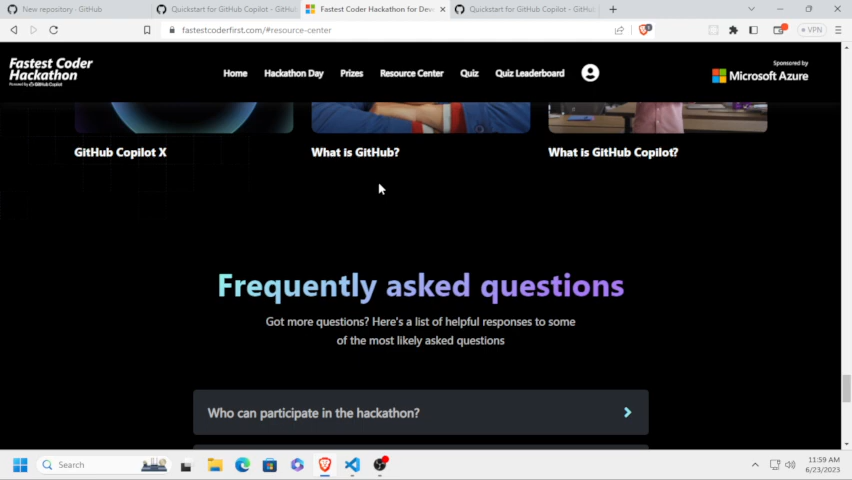 New repository · GitHub
Quickstart for GitHub Copilot - GitHub
Fastest Coder Hackathon for Dev
Quickstart for GitHub Copilot - GitHub
fastestcoderfirst.com/#resource-center
VPN
Fastest Coder
Hackathon
Powered by GitHub Copilot
Home
Hackathon Day
Prizes
Resource Center
Quiz
Quiz Leaderboard
Sponsored by
Microsoft Azure
GitHub Copilot X
What is GitHub?
What is GitHub Copilot?
Frequently asked questions
Got more questions? Here's a list of helpful responses to some
of the most likely asked questions
Who can participate in the hackathon?
Search
11:59 AM
6/23/2023